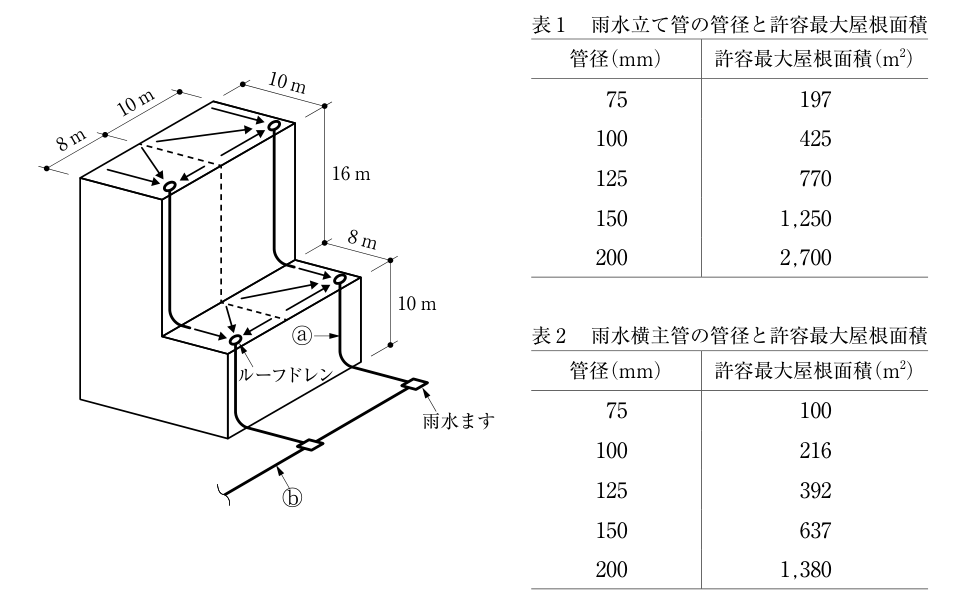 10 m
10 m
8 m
16 m
8 m
10 m
ⓐ
ルーフドレン
雨水ます
ⓑ
表1 雨水立て管の管径と許容最大屋根面積
管径(mm) 許容最大屋根面積(m²)
75 197
100 425
125 770
150 1,250
200 2,700
表2 雨水横主管の管径と許容最大屋根面積
管径(mm) 許容最大屋根面積(m²)
75 100
100 216
125 392
150 637
200 1,380